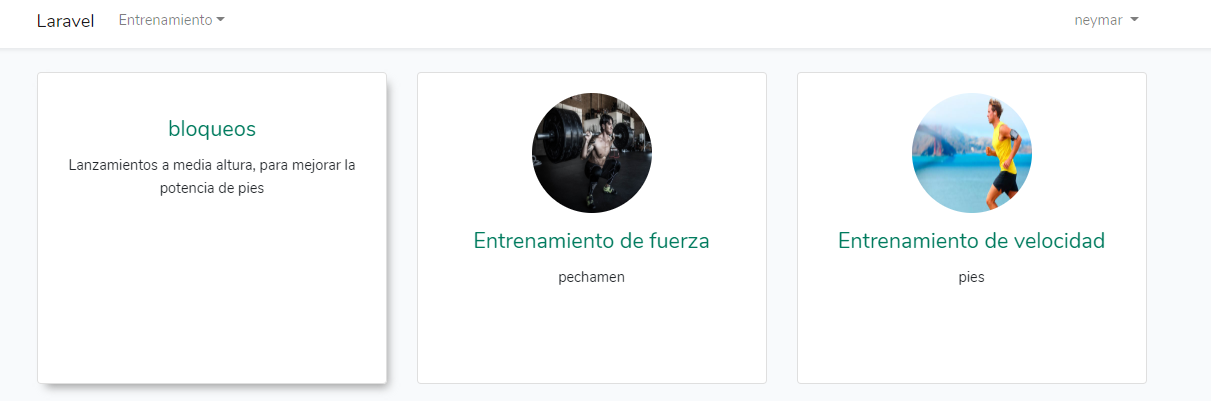 Laravel Entrenamiento neymar
bloqueos
Lanzamientos a media altura, para mejorar la
potencia de pies
Entrenamiento de fuerza
pechamen
Entrenamiento de velocidad
pies